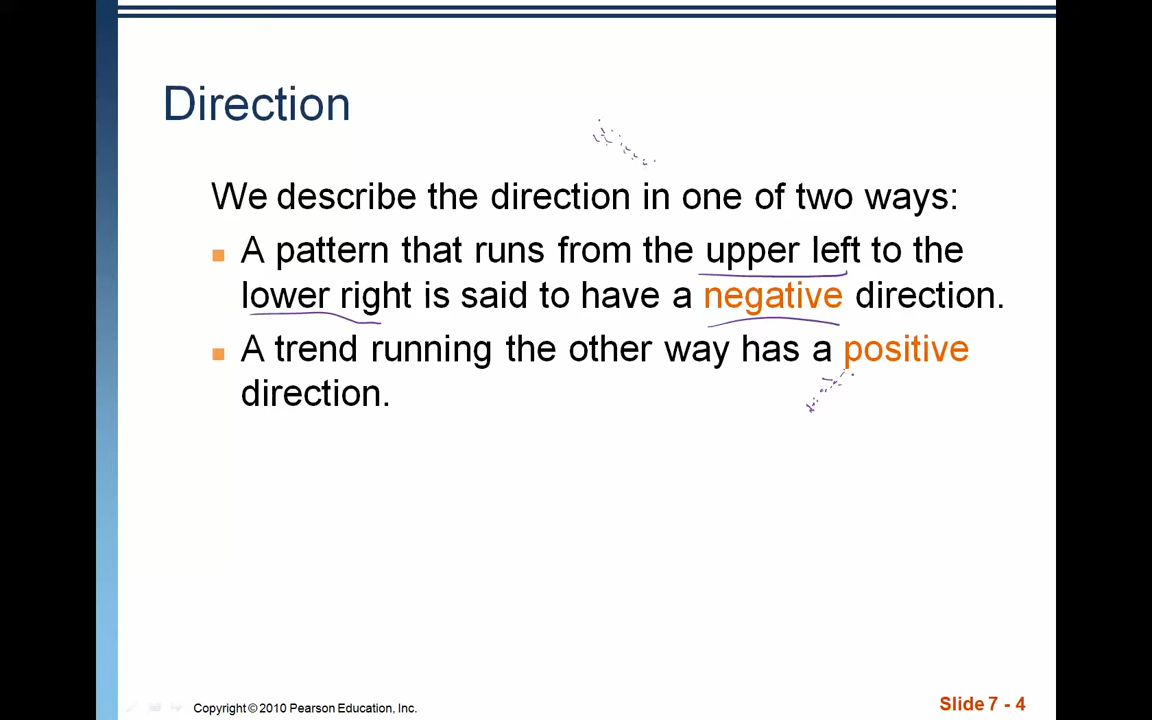 Direction
We describe the direction in one of two ways:
A pattern that runs from the upper left to the
lower right is said to have a negative direction.
A trend running the other way has a positive
direction.
Copyright © 2010 Pearson Education, Inc.
Slide 7 - 4